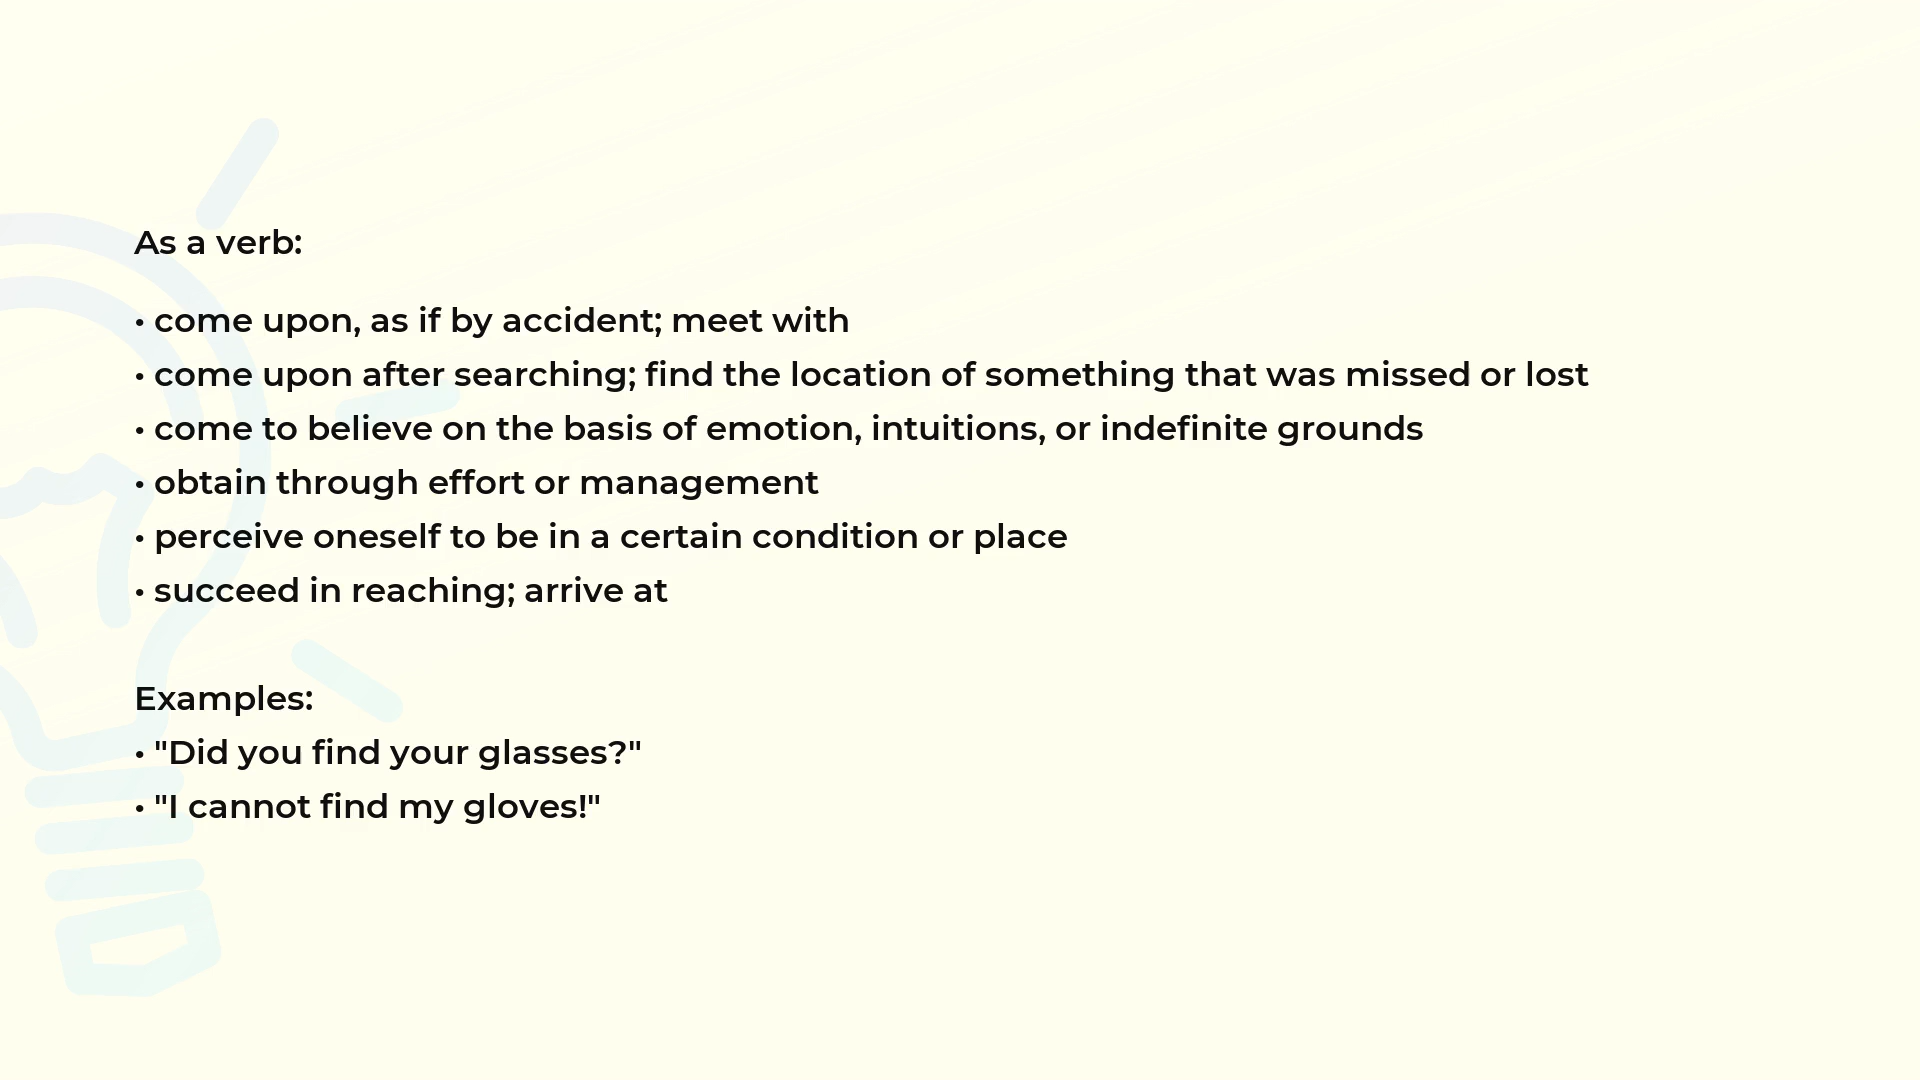 As a verb:
• come upon, as if by accident; meet with
• come upon after searching; find the location of something that was missed or lost
• come to believe on the basis of emotion, intuitions, or indefinite grounds
• obtain through effort or management
• perceive oneself to be in a certain condition or place
• succeed in reaching; arrive at
Examples:
• "Did you find your glasses?"
• "I cannot find my gloves!"